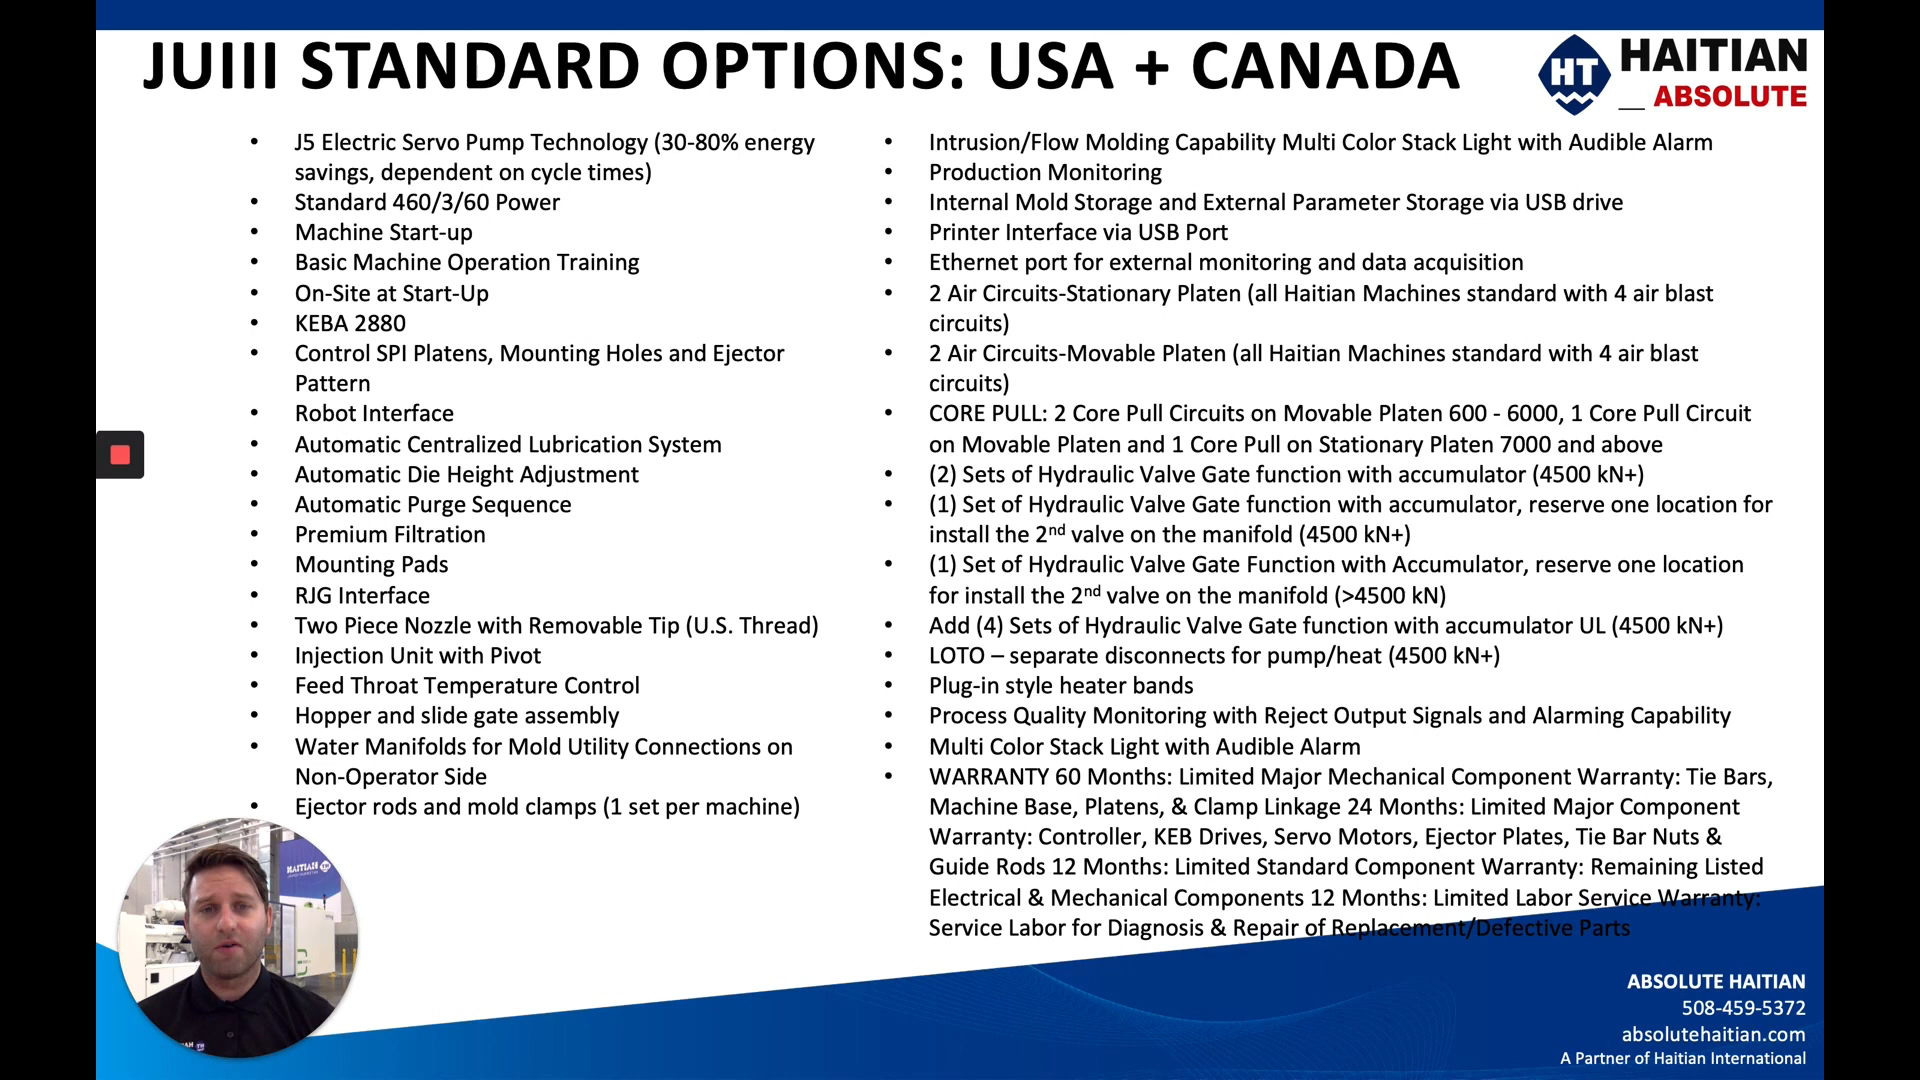 JUIII STANDARD OPTIONS: USA + CANADA
HT
HAITIAN
ABSOLUTE
• J5 Electric Servo Pump Technology (30-80% energy
savings, dependent on cycle times)
• Standard 460/3/60 Power
• Machine Start-up
• Basic Machine Operation Training
• On-Site at Start-Up
• KEBA 2880
• Control SPI Platens, Mounting Holes and Ejector
Pattern
• Robot Interface
• Automatic Centralized Lubrication System
• Automatic Die Height Adjustment
• Automatic Purge Sequence
• Premium Filtration
• Mounting Pads
• RJG Interface
• Two Piece Nozzle with Removable Tip (U.S. Thread)
• Injection Unit with Pivot
• Feed Throat Temperature Control
• Hopper and slide gate assembly
• Water Manifolds for Mold Utility Connections on
Non-Operator Side
• Ejector rods and mold clamps (1 set per machine)
• Intrusion/Flow Molding Capability Multi Color Stack Light with Audible Alarm
• Production Monitoring
• Internal Mold Storage and External Parameter Storage via USB drive
• Printer Interface via USB Port
• Ethernet port for external monitoring and data acquisition
• 2 Air Circuits-Stationary Platen (all Haitian Machines standard with 4 air blast
circuits)
• 2 Air Circuits-Movable Platen (all Haitian Machines standard with 4 air blast
circuits)
• CORE PULL: 2 Core Pull Circuits on Movable Platen 600 - 6000, 1 Core Pull Circuit
on Movable Platen and 1 Core Pull on Stationary Platen 7000 and above
• (2) Sets of Hydraulic Valve Gate function with accumulator (4500 kN+)
• (1) Set of Hydraulic Valve Gate function with accumulator, reserve one location for
install the 2nd valve on the manifold (4500 kN+)
• (1) Set of Hydraulic Valve Gate Function with Accumulator, reserve one location
for install the 2nd valve on the manifold (>4500 kN)
• Add (4) Sets of Hydraulic Valve Gate function with accumulator UL (4500 kN+)
• LOTO – separate disconnects for pump/heat (4500 kN+)
• Plug-in style heater bands
• Process Quality Monitoring with Reject Output Signals and Alarming Capability
• Multi Color Stack Light with Audible Alarm
• WARRANTY 60 Months: Limited Major Mechanical Component Warranty: Tie Bars,
Machine Base, Platens, & Clamp Linkage 24 Months: Limited Major Component
Warranty: Controller, KEB Drives, Servo Motors, Ejector Plates, Tie Bar Nuts &
Guide Rods 12 Months: Limited Standard Component Warranty: Remaining Listed
Electrical & Mechanical Components 12 Months: Limited Labor Service Warranty:
Service Labor for Diagnosis & Repair of Replacement/Defective Parts
HAITIAN
ABSOLUTE HAITIAN
508-459-5372
absolutehaitian.com
A Partner of Haitian International